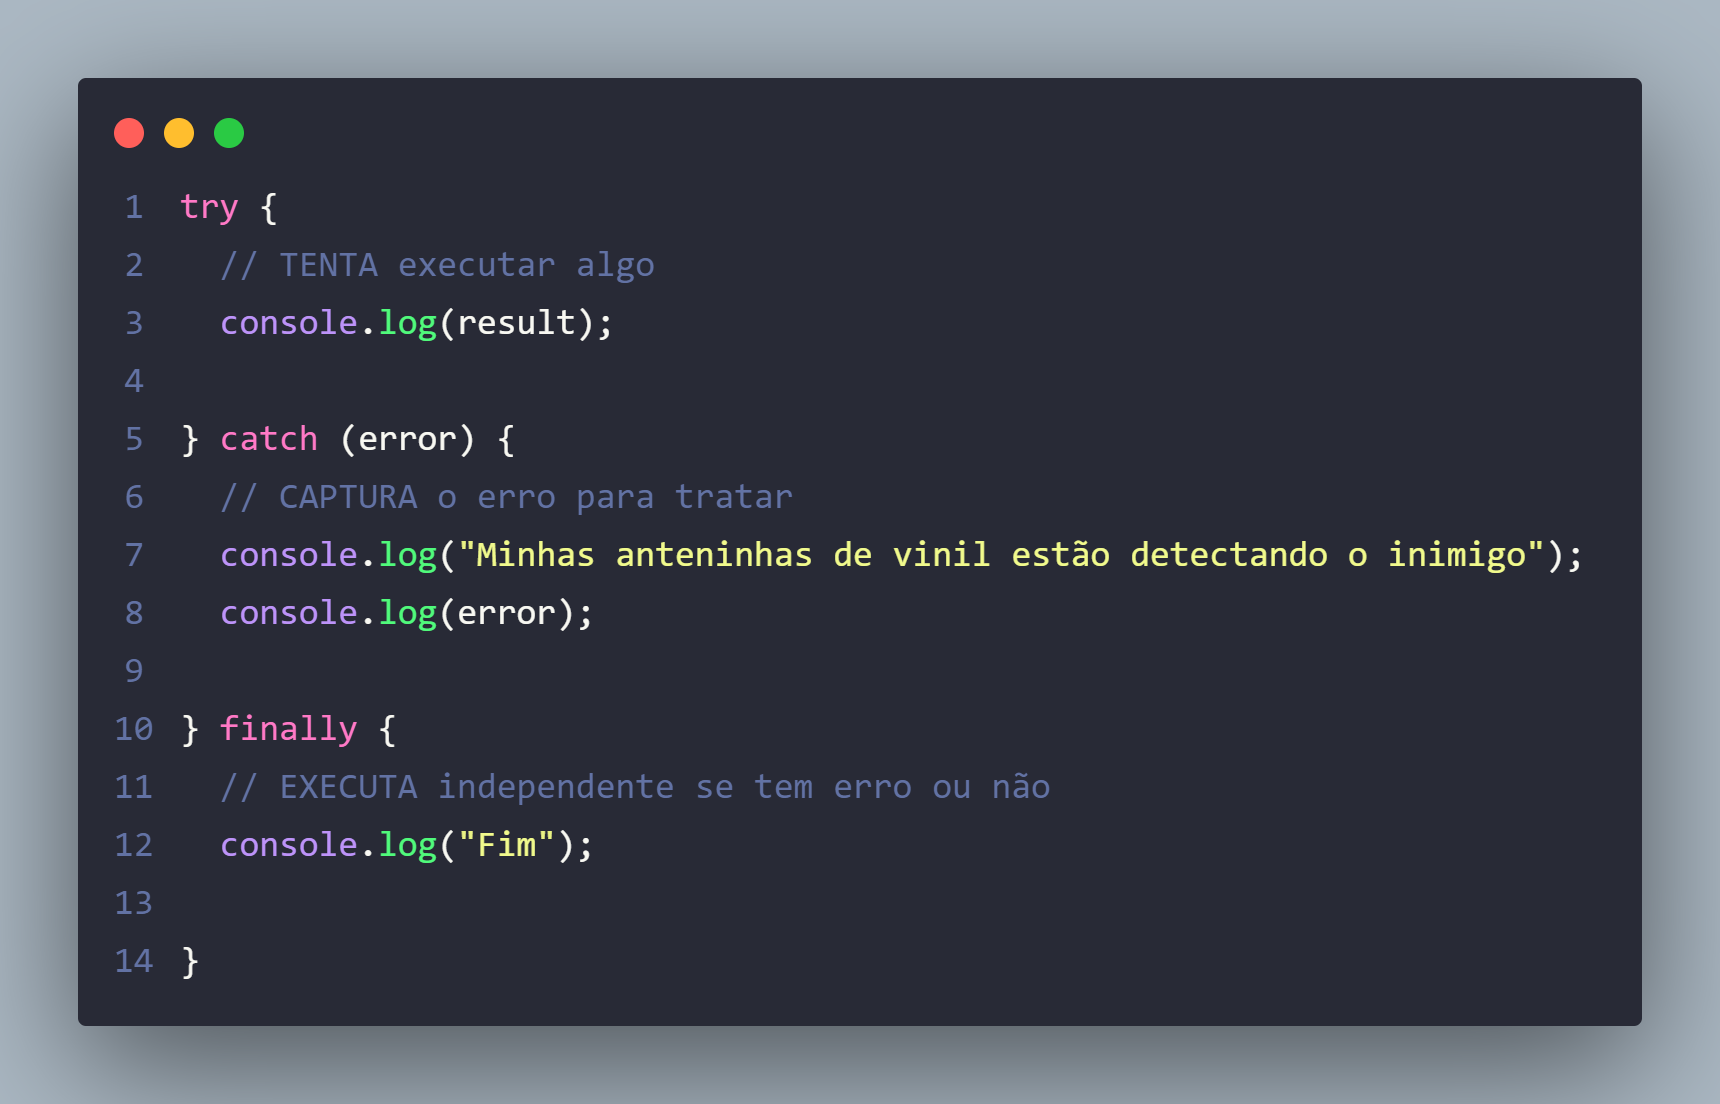 1 try {
2   // TENTA executar algo
3   console.log(result);
4
5 } catch (error) {
6   // CAPTURA o erro para tratar
7   console.log("Minhas anteninhas de vinil estão detectando o inimigo");
8   console.log(error);
9
10 } finally {
11   // EXECUTA independente se tem erro ou não
12   console.log("Fim");
13
14 }